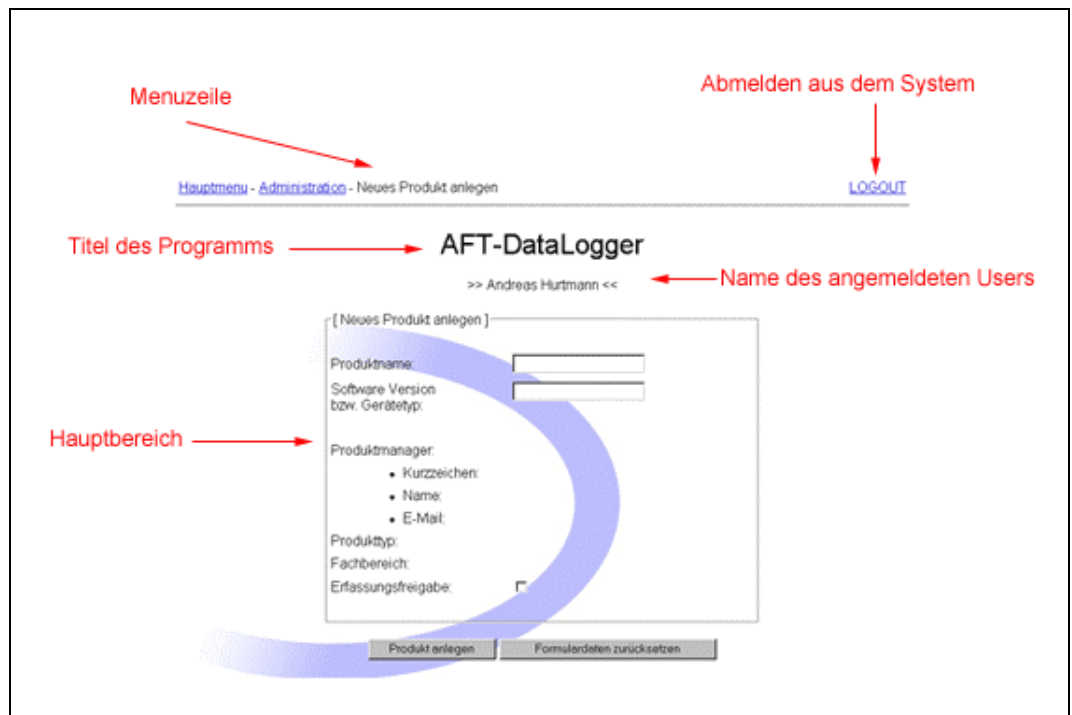 Menuzeile
Abmelden aus dem System
Hauptmenu - Administration - Neues Produkt anlegen
LOGOUT
Titel des Programms
AFT-DataLogger
>> Andreas Hurtmann <<
Name des angemeldeten Users
[ Neues Produkt anlegen ]
Produktname:
Software Version
bzw. Gerätetyp:
Hauptbereich
Produktmanager:
• Kurzzeichen:
• Name:
• E-Mail:
Produkttyp:
Fachbereich:
Erfassungsfreigabe:
Produkt anlegen
Formulardaten zurücksetzen